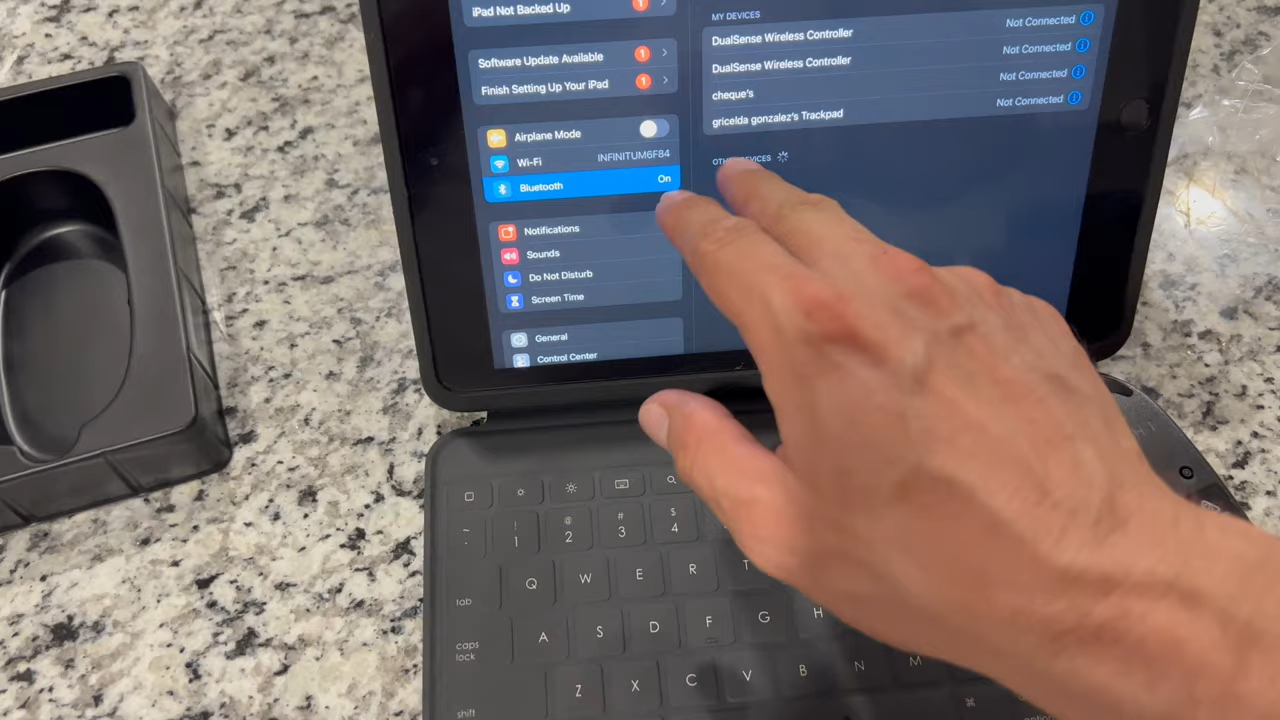 iPad Not Backed Up
1
Software Update Available
1
Finish Setting Up Your iPad
1
Airplane Mode
Wi-Fi
INFINITUM6F84
Bluetooth
On
Notifications
Sounds
Do Not Disturb
Screen Time
General
Control Center
MY DEVICES
DualSense Wireless Controller
Not Connected
DualSense Wireless Controller
Not Connected
cheque's
Not Connected
gricelda gonzalez's Trackpad
Not Connected
! @ # $
1 2 3 4
tab Q W E R T
caps lock A S D F G H
shift Z X C V B N M
⌘